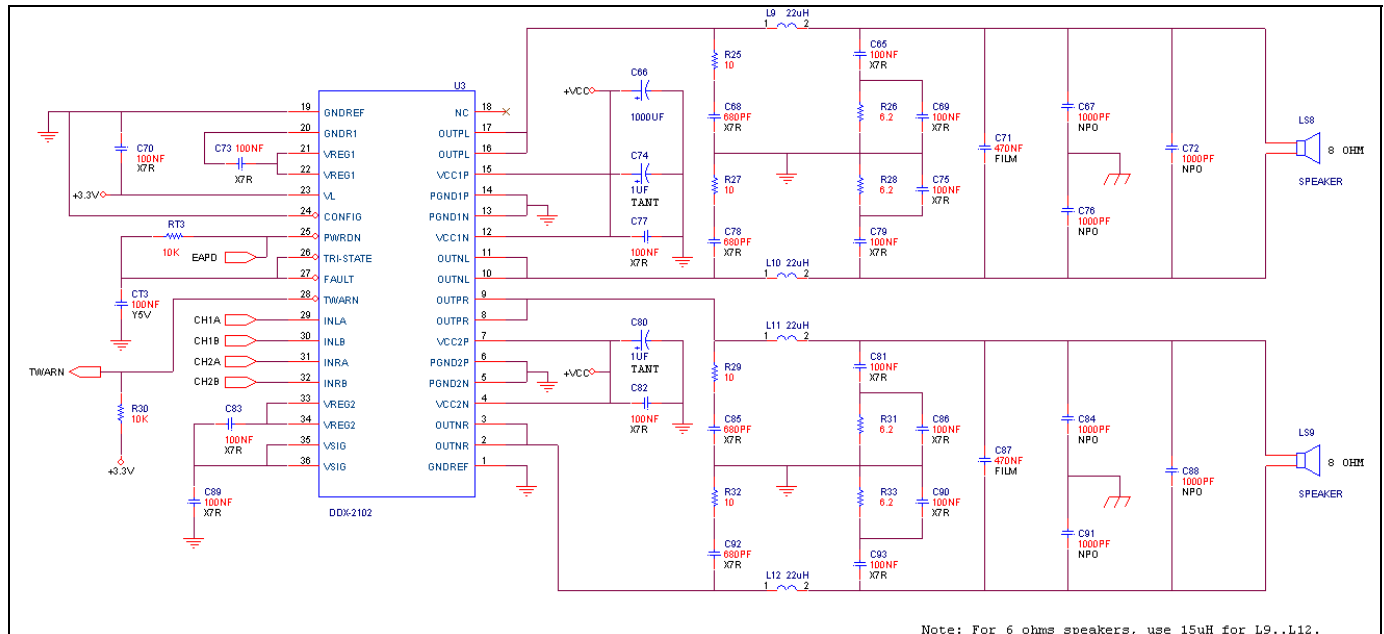 L9 22uH
1 2
U3
DDX-2102
19 GNDREF
20 GNDR1
21 VREG1
22 VREG1
23 VL
24 CONFIG
25 PWRDN
26 TRI-STATE
27 FAULT
28 TWARN
29 INLA
30 INLB
31 INRA
32 INRB
33 VREG2
34 VREG2
35 VSIG
36 VSIG
NC 18
OUTPL 17
OUTPL 16
VCC1P 15
PGND1P 14
PGND1N 13
VCC1N 12
OUTNL 11
OUTNL 10
OUTPR 9
OUTPR 8
VCC2P 7
PGND2P 6
PGND2N 5
VCC2N 4
OUTNR 3
OUTNR 2
GNDREF 1
C70
100NF
X7R
C73 100NF
X7R
+3.3V
RT3
10K
EAPD
CT3
100NF
Y5V
CH1A
CH1B
CH2A
CH2B
TWARN
R30
10K
+3.3V
C83
100NF
X7R
C89
100NF
X7R
+VCC
C66
1000UF
C74
1UF
TANT
C77
100NF
X7R
+VCC
C80
1UF
TANT
C82
100NF
X7R
R25
10
C68
680PF
X7R
R27
10
C78
680PF
X7R
C65
100NF
X7R
R26
6.2
C69
100NF
X7R
R28
6.2
C75
100NF
X7R
C79
100NF
X7R
L10 22uH
1 2
C71
470NF
FILM
C67
1000PF
NPO
C76
1000PF
NPO
C72
1000PF
NPO
LS8
8 OHM
SPEAKER
L11 22uH
1 2
R29
10
C85
680PF
X7R
R32
10
C92
680PF
X7R
C81
100NF
X7R
R31
6.2
C86
100NF
X7R
R33
6.2
C90
100NF
X7R
C93
100NF
X7R
L12 22uH
1 2
C87
470NF
FILM
C84
1000PF
NPO
C91
1000PF
NPO
C88
1000PF
NPO
LS9
8 OHM
SPEAKER
Note: For 6 ohms speakers, use 15uH for L9..L12.